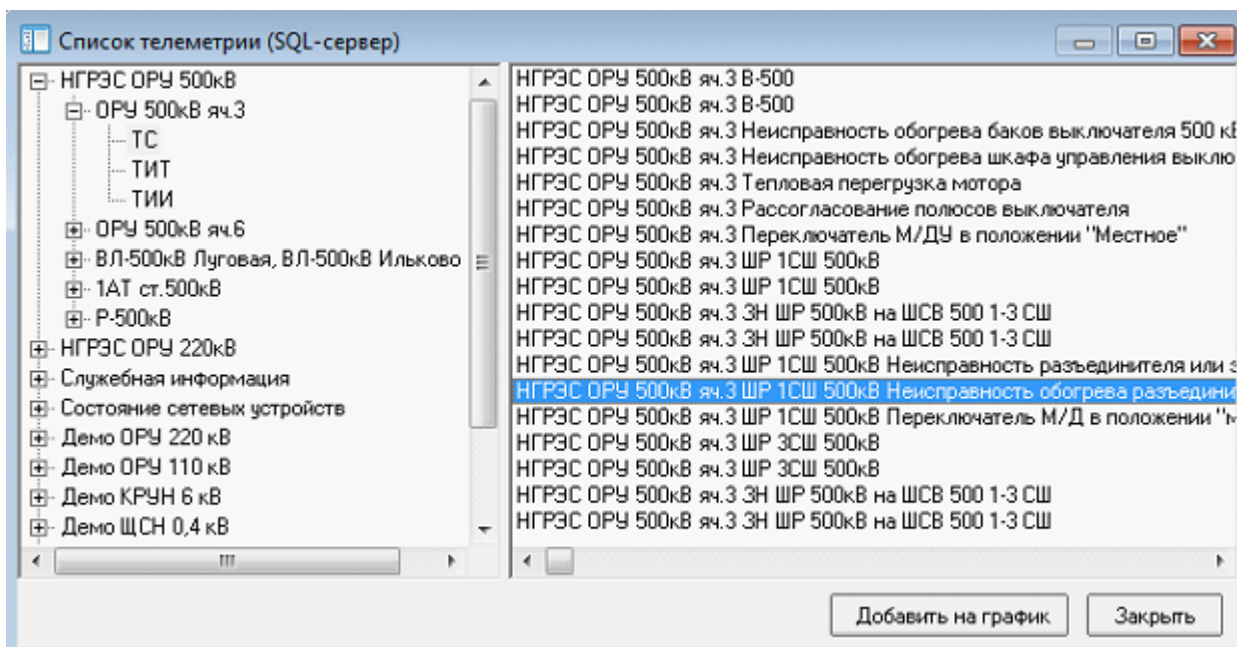 Список телеметрии (SQL-сервер)
НГРЭС ОРУ 500кВ
ОРУ 500кВ яч.3
ТС
ТИТ
ТИИ
ОРУ 500кВ яч.6
ВЛ-500кВ Луговая, ВЛ-500кВ Ильково
1АТ ст.500кВ
Р-500кВ
НГРЭС ОРУ 220кВ
Служебная информация
Состояние сетевых устройств
Демо ОРУ 220 кВ
Демо ОРУ 110 кВ
Демо КРУН 6 кВ
Демо ЩСН 0,4 кВ
НГРЭС ОРУ 500кВ яч.3 В-500
НГРЭС ОРУ 500кВ яч.3 В-500
НГРЭС ОРУ 500кВ яч.3 Неисправность обогрева баков выключателя 500 кВ
НГРЭС ОРУ 500кВ яч.3 Неисправность обогрева шкафа управления выклю
НГРЭС ОРУ 500кВ яч.3 Тепловая перегрузка мотора
НГРЭС ОРУ 500кВ яч.3 Рассогласование полюсов выключателя
НГРЭС ОРУ 500кВ яч.3 Переключатель М/ДУ в положении "Местное"
НГРЭС ОРУ 500кВ яч.3 ШР 1СШ 500кВ
НГРЭС ОРУ 500кВ яч.3 ШР 1СШ 500кВ
НГРЭС ОРУ 500кВ яч.3 ЗН ШР 500кВ на ШСВ 500 1-3 СШ
НГРЭС ОРУ 500кВ яч.3 ЗН ШР 500кВ на ШСВ 500 1-3 СШ
НГРЭС ОРУ 500кВ яч.3 ШР 1СШ 500кВ Неисправность разъединителя или з
НГРЭС ОРУ 500кВ яч.3 ШР 1СШ 500кВ Неисправность обогрева разъедини
НГРЭС ОРУ 500кВ яч.3 ШР 1СШ 500кВ Переключатель М/Д в положении "м
НГРЭС ОРУ 500кВ яч.3 ШР 3СШ 500кВ
НГРЭС ОРУ 500кВ яч.3 ШР 3СШ 500кВ
НГРЭС ОРУ 500кВ яч.3 ЗН ШР 500кВ на ШСВ 500 1-3 СШ
НГРЭС ОРУ 500кВ яч.3 ЗН ШР 500кВ на ШСВ 500 1-3 СШ
Добавить на график
Закрыть